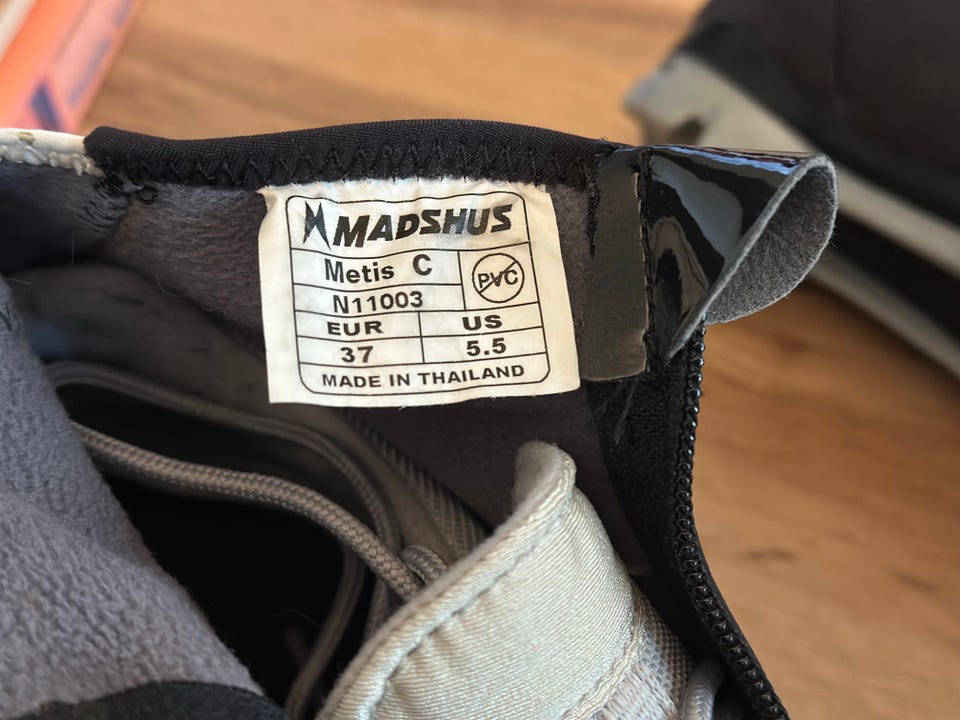 MADSHUS
Metis C
PVC
N11003
EUR US
37 5.5
MADE IN THAILAND